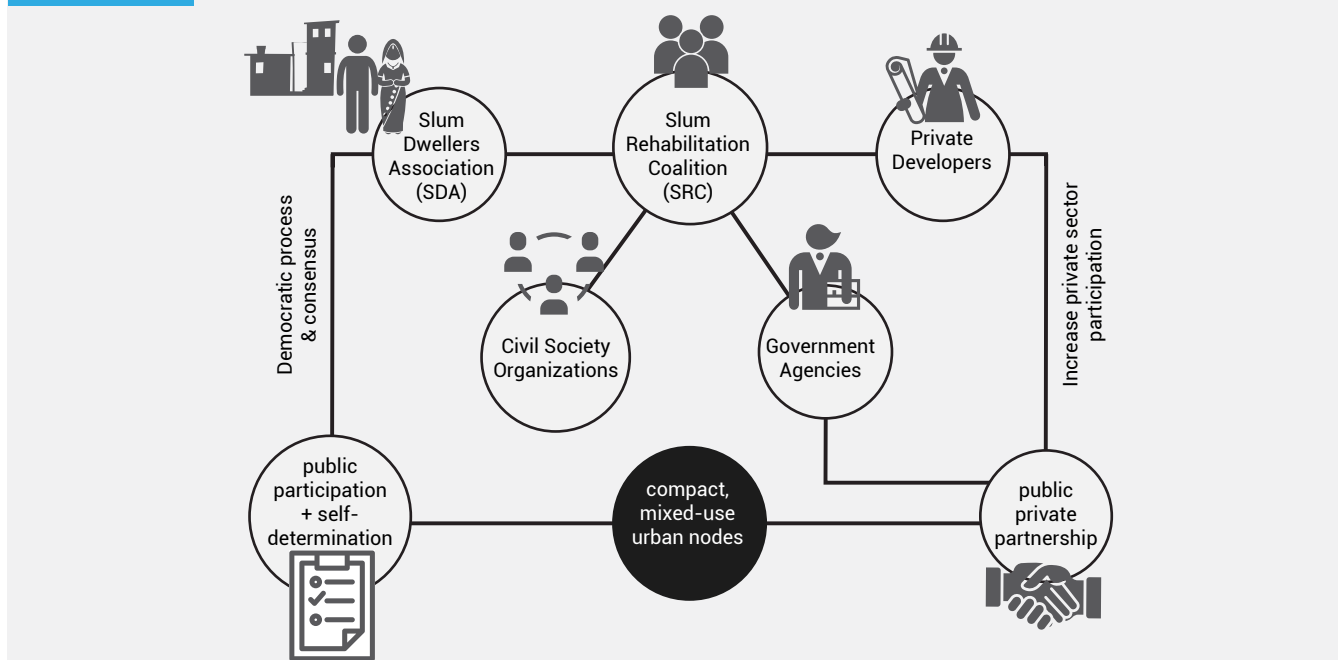 Slum
Dwellers
Association
(SDA)
Slum
Rehabilitation
Coalition
(SRC)
Private
Developers
Democratic process
& consensus
Increase private sector
participation
Civil Society
Organizations
Government
Agencies
public
participation
+ self-
determination
compact,
mixed-use
urban nodes
public
private
partnership